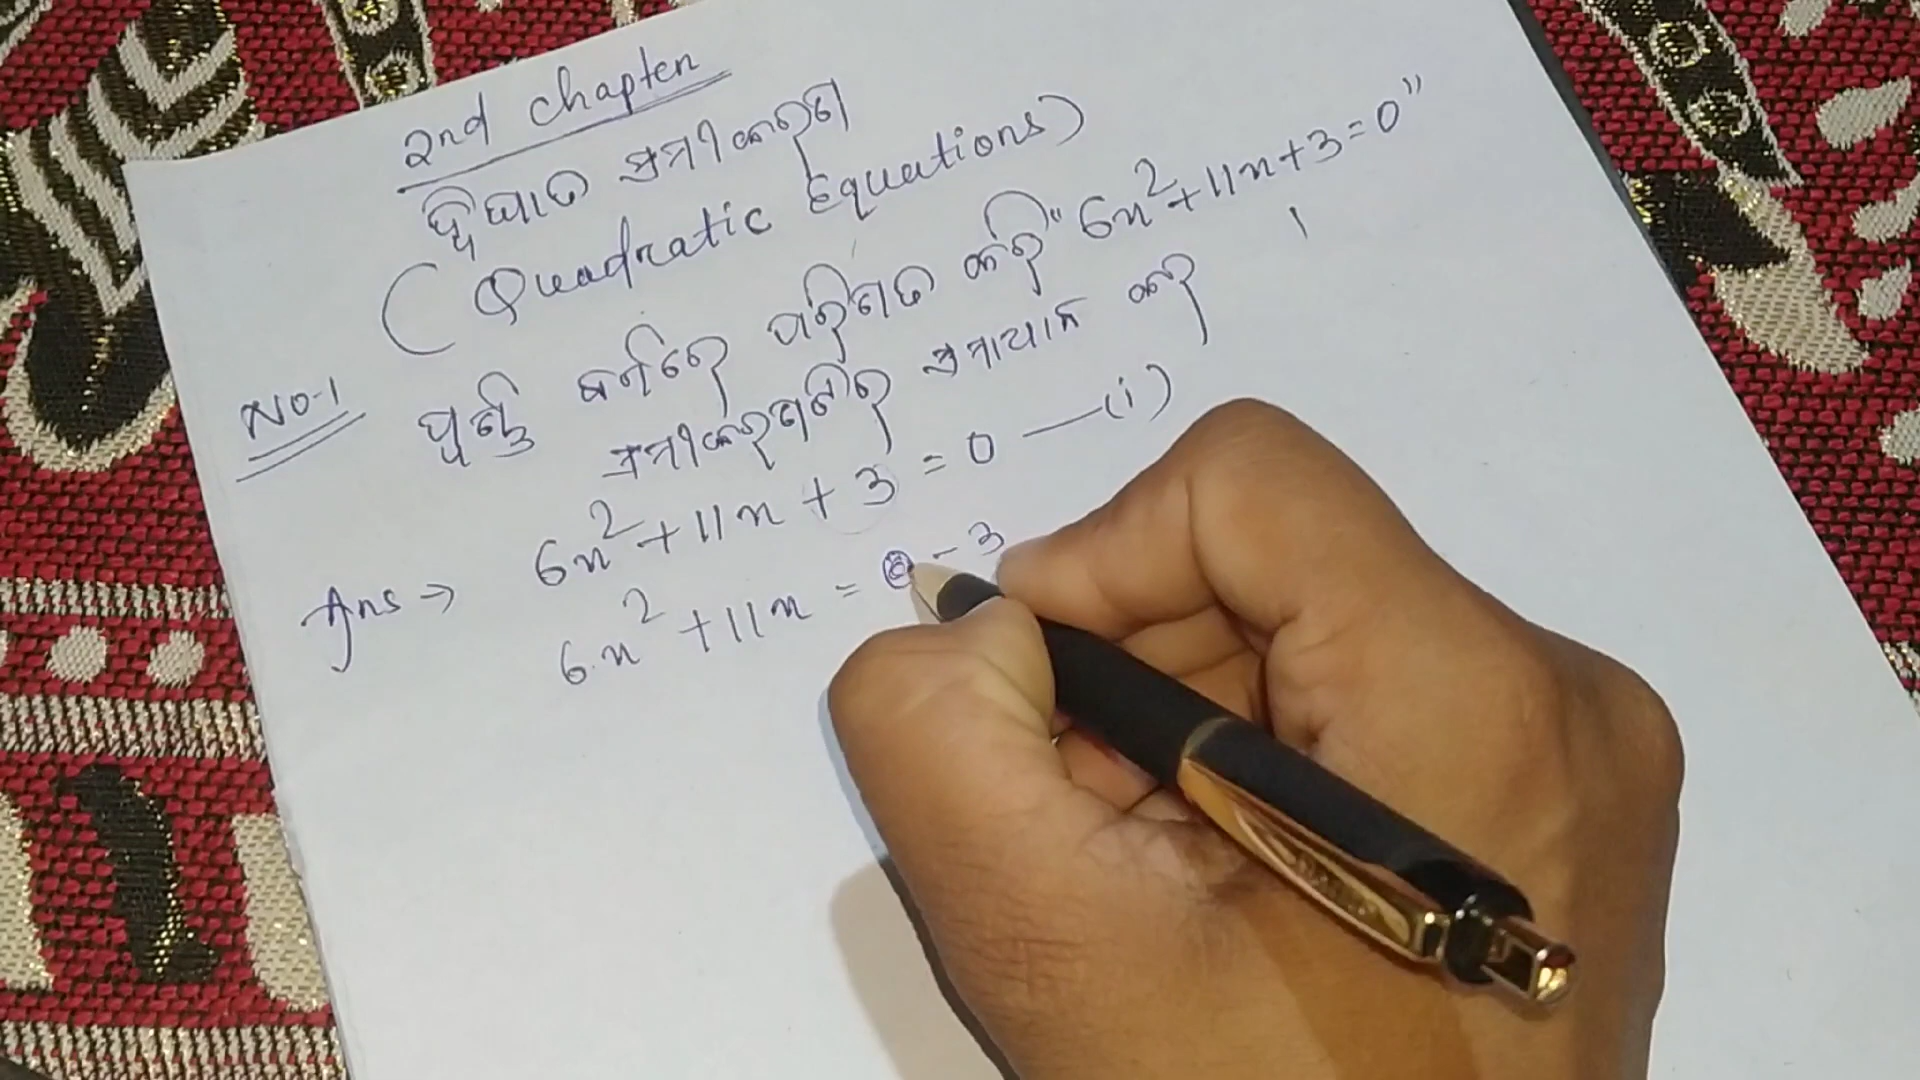 2nd Chapter
ଦ୍ୱିଘାତ ସମୀକରଣ
(Quadratic Equations)
NO-1 ପୂର୍ଣ୍ଣ ବର୍ଗରେ ପରିଣତ କରି "6x²+11x+3=0"
ସମୀକରଣଟିର ସମାଧାନ କର ।
Ans → 6x²+11x+3=0 —(i)
6x²+11x = -3